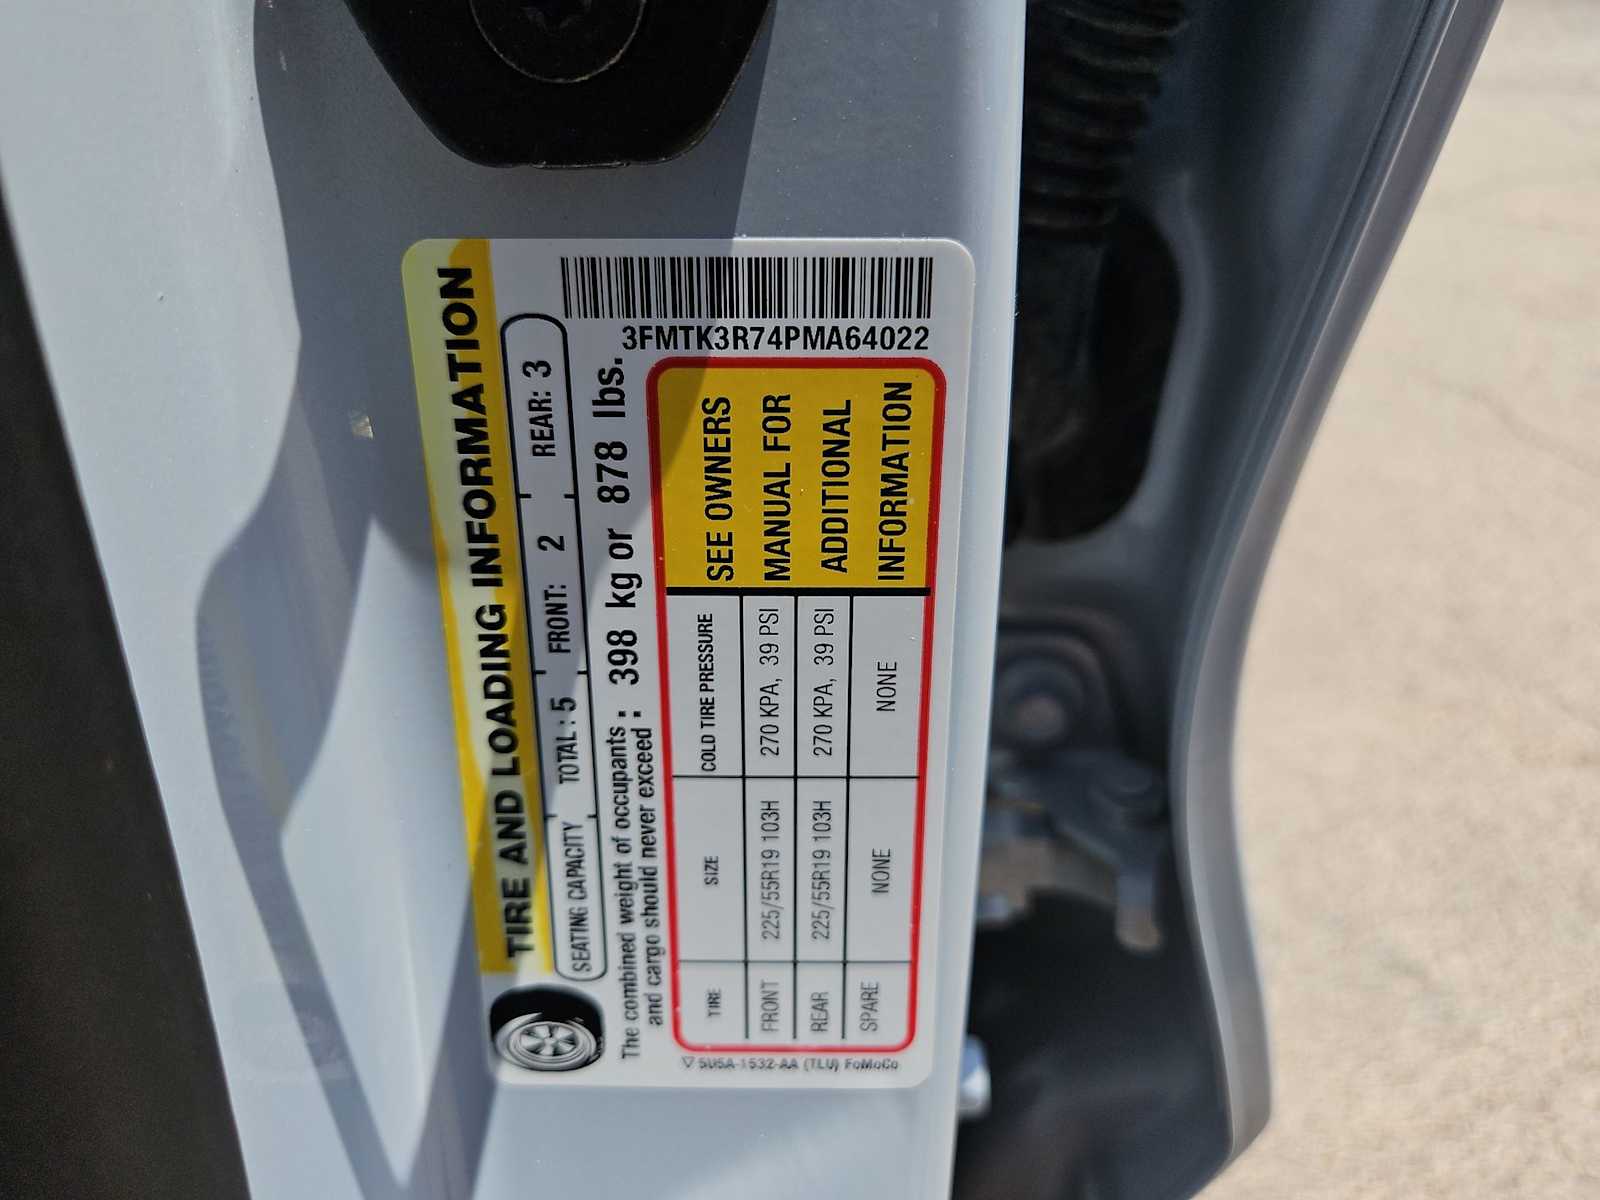 3FMTK3R74PMA64022
TIRE AND LOADING INFORMATION
SEATING CAPACITY TOTAL : 5 FRONT: 2 REAR: 3
The combined weight of occupants
and cargo should never exceed : 398 kg or 878 lbs.
TIRE SIZE COLD TIRE PRESSURE
FRONT 225/55R19 103H 270 KPA, 39 PSI
REAR 225/55R19 103H 270 KPA, 39 PSI
SPARE NONE NONE
SEE OWNERS
MANUAL FOR
ADDITIONAL
INFORMATION
5U5A-1532-AA (TLU) FoMoCo